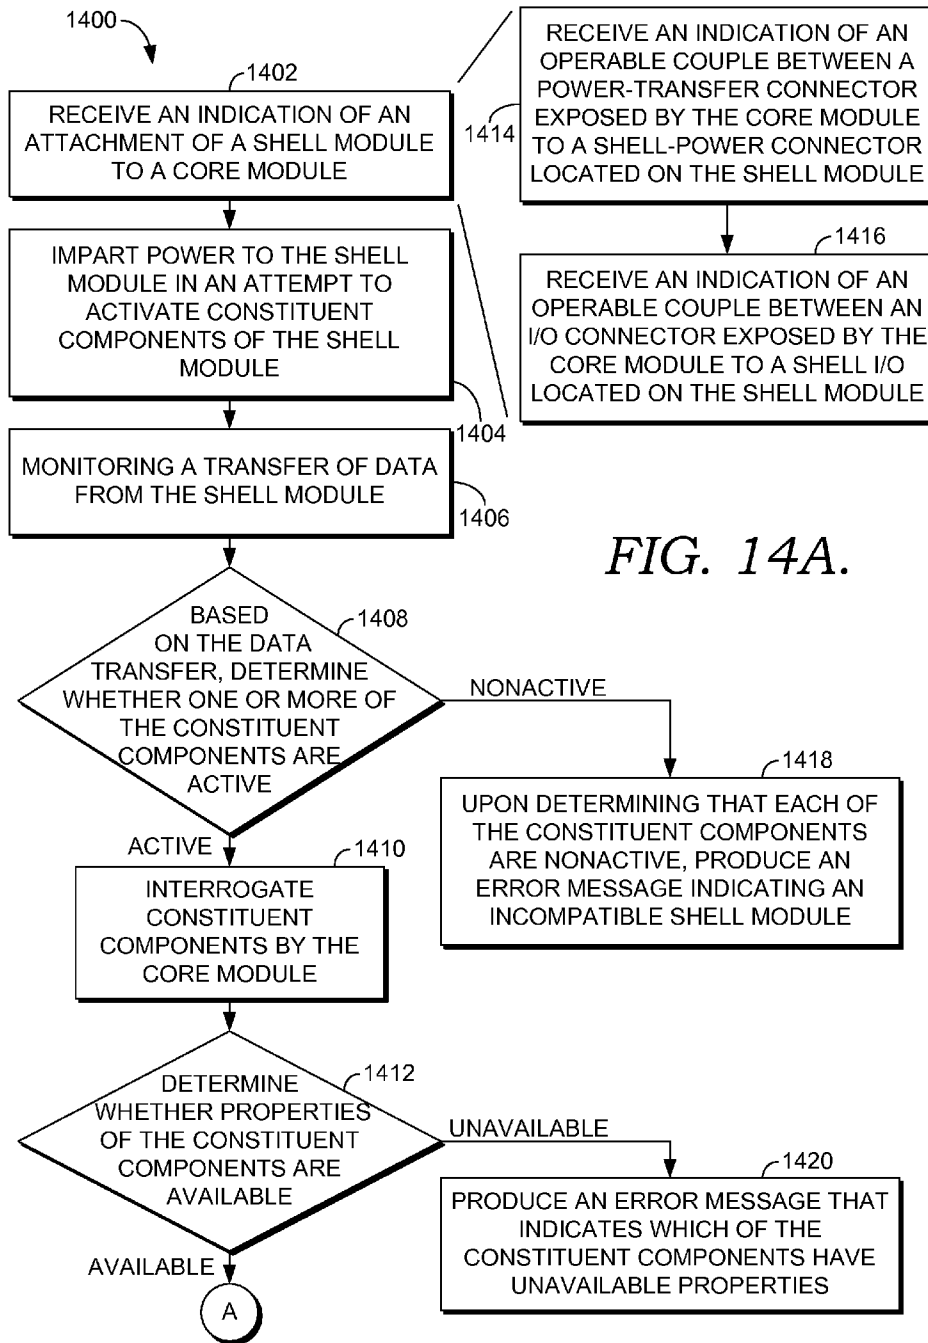 1400
1402
RECEIVE AN INDICATION OF AN
ATTACHMENT OF A SHELL MODULE
TO A CORE MODULE
1414
RECEIVE AN INDICATION OF AN
OPERABLE COUPLE BETWEEN A
POWER-TRANSFER CONNECTOR
EXPOSED BY THE CORE MODULE
TO A SHELL-POWER CONNECTOR
LOCATED ON THE SHELL MODULE
1416
RECEIVE AN INDICATION OF AN
OPERABLE COUPLE BETWEEN AN
I/O CONNECTOR EXPOSED BY THE
CORE MODULE TO A SHELL I/O
LOCATED ON THE SHELL MODULE
IMPART POWER TO THE SHELL
MODULE IN AN ATTEMPT TO
ACTIVATE CONSTITUENT
COMPONENTS OF THE SHELL
MODULE
1404
MONITORING A TRANSFER OF DATA
FROM THE SHELL MODULE
1406
FIG. 14A.
BASED
ON THE DATA
TRANSFER, DETERMINE
WHETHER ONE OR MORE OF
THE CONSTITUENT
COMPONENTS ARE
ACTIVE
1408
NONACTIVE
1418
UPON DETERMINING THAT EACH OF
THE CONSTITUENT COMPONENTS
ARE NONACTIVE, PRODUCE AN
ERROR MESSAGE INDICATING AN
INCOMPATIBLE SHELL MODULE
ACTIVE
1410
INTERROGATE
CONSTITUENT
COMPONENTS BY THE
CORE MODULE
DETERMINE
WHETHER PROPERTIES
OF THE CONSTITUENT
COMPONENTS ARE
AVAILABLE
1412
UNAVAILABLE
1420
PRODUCE AN ERROR MESSAGE THAT
INDICATES WHICH OF THE
CONSTITUENT COMPONENTS HAVE
UNAVAILABLE PROPERTIES
AVAILABLE
A